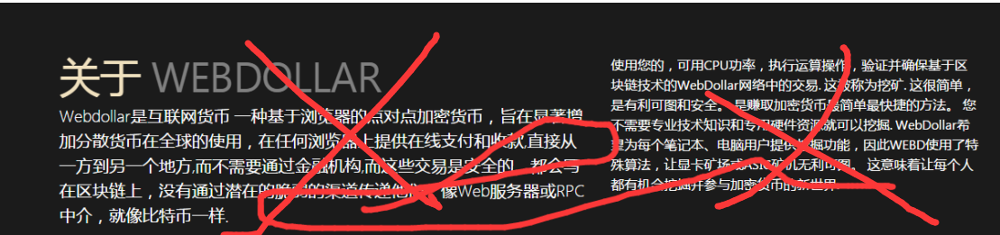 关于 WEBDOLLAR
Webdollar是互联网货币 一种基于浏览器的点对点加密货币，旨在显著增
加分散货币在全球的使用，在任何浏览器上提供在线支付和收款,直接从
一方到另一个地方,而不需要通过金融机构,而这些交易是安全的，都会写
在区块链上，没有通过潜在的脆弱的渠道传递他们，像Web服务器或RPC
中介，就像比特币一样.
使用您的，可用CPU功率，执行运算操作，验证并确保基于区
块链技术的WebDollar网络中的交易. 这被称为挖矿. 这很简单，
是有利可图和安全。 是赚取加密货币最简单最快捷的方法。 您
不需要专业技术知识和专用硬件资源就可以挖掘. WebDollar希
望为每个笔记本、电脑用户提供挖掘功能，因此WEBD使用了特
殊算法，让显卡矿场或ASIC矿机无利可图。 这意味着让每个人
都有机会挖掘并参与加密货币的新世界.